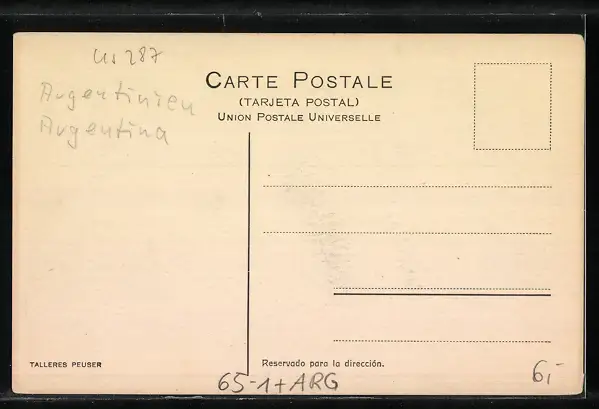 287
Argentinien
Argentina
CARTE POSTALE
(TARJETA POSTAL)
UNION POSTALE UNIVERSELLE
TALLERES PEUSER
Reservado para la dirección.
65-1+ARG
6,-